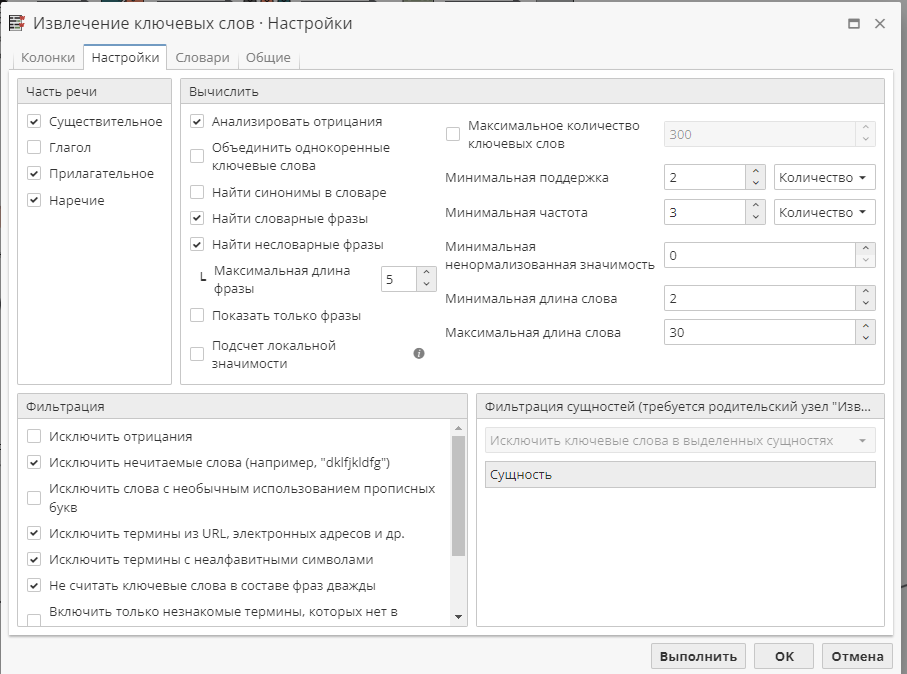 Извлечение ключевых слов · Настройки
Колонки Настройки Словари Общие
Часть речи
Существительное
Глагол
Прилагательное
Наречие
Вычислить
Анализировать отрицания
Объединить однокоренные
ключевые слова
Найти синонимы в словаре
Найти словарные фразы
Найти несловарные фразы
Максимальная длина
фразы
5
Показать только фразы
Подсчет локальной
значимости
Максимальное количество
ключевых слов
300
Минимальная поддержка
2
Количество
Минимальная частота
3
Количество
Минимальная
ненормализованная значимость
0
Минимальная длина слова
2
Максимальная длина слова
30
Фильтрация
Исключить отрицания
Исключить нечитаемые слова (например, "dklfjkldfg")
Исключить слова с необычным использованием прописных
букв
Исключить термины из URL, электронных адресов и др.
Исключить термины с неалфавитными символами
Не считать ключевые слова в составе фраз дважды
Включить только незнакомые термины, которых нет в
Фильтрация сущностей (требуется родительский узел "Изв...
Исключить ключевые слова в выделенных сущностях
Сущность
Выполнить
OK
Отмена